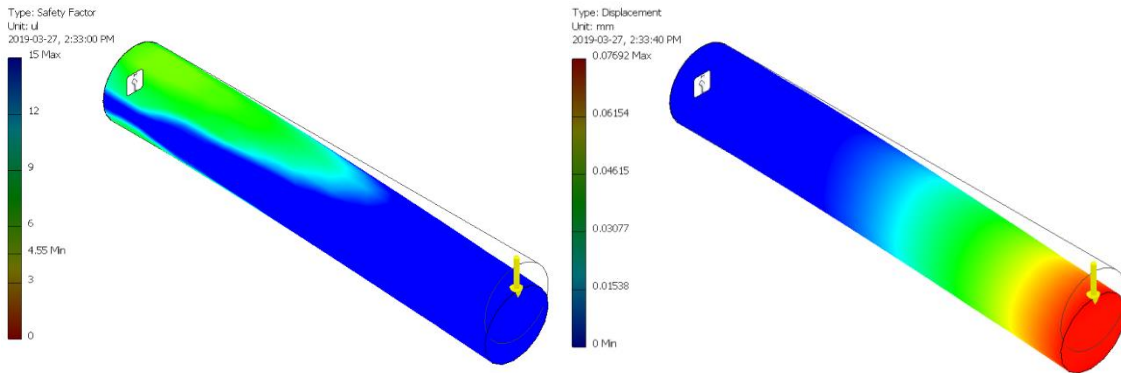 Type: Safety Factor
Unit: ul
2019-03-27, 2:33:00 PM
15 Max
12
9
6
4.55 Min
3
0
Type: Displacement
Unit: mm
2019-03-27, 2:33:40 PM
0.07692 Max
0.06154
0.04615
0.03077
0.01538
0 Min